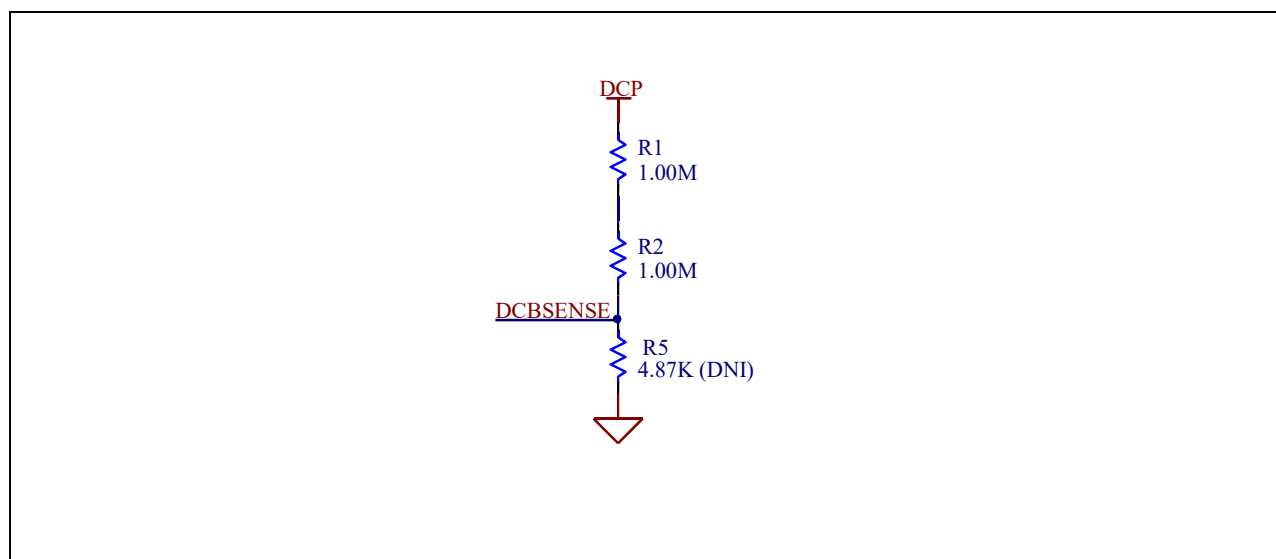 DCP
R1
1.00M
R2
1.00M
DCBSENSE
R5
4.87K (DNI)